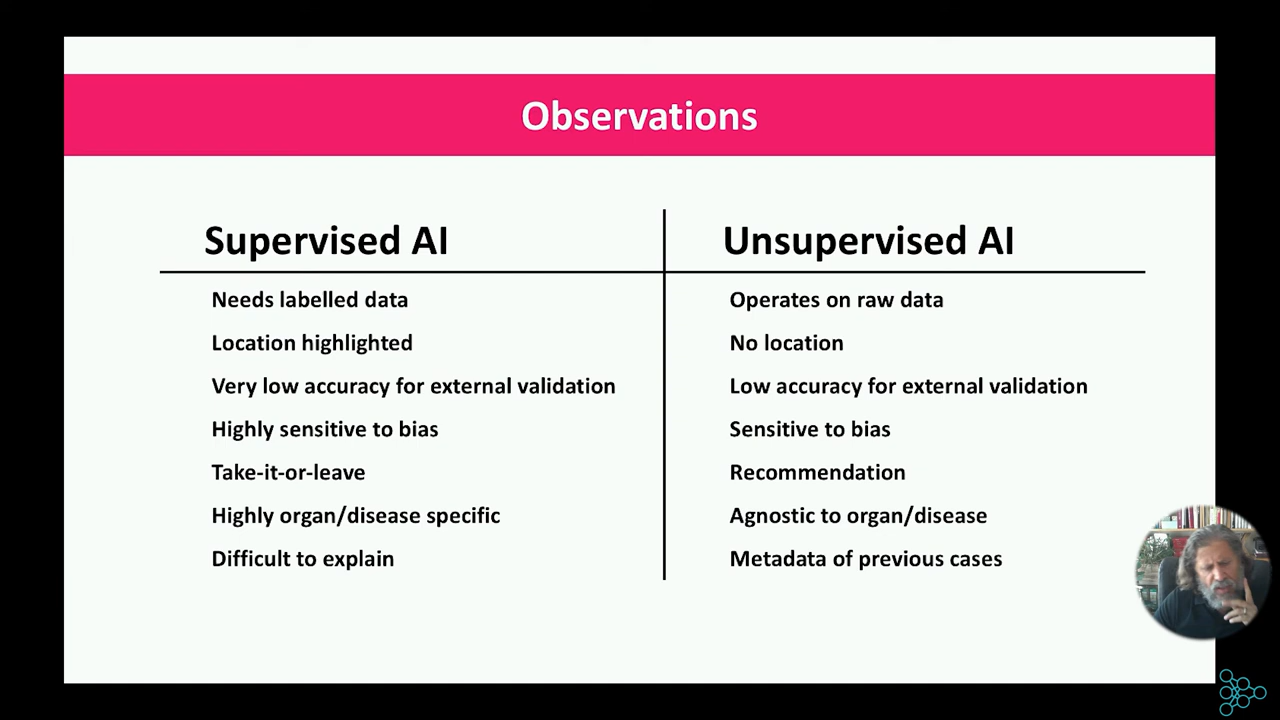 Observations
Supervised AI
Unsupervised AI
Needs labelled data
Operates on raw data
Location highlighted
No location
Very low accuracy for external validation
Low accuracy for external validation
Highly sensitive to bias
Sensitive to bias
Take-it-or-leave
Recommendation
Highly organ/disease specific
Agnostic to organ/disease
Difficult to explain
Metadata of previous cases